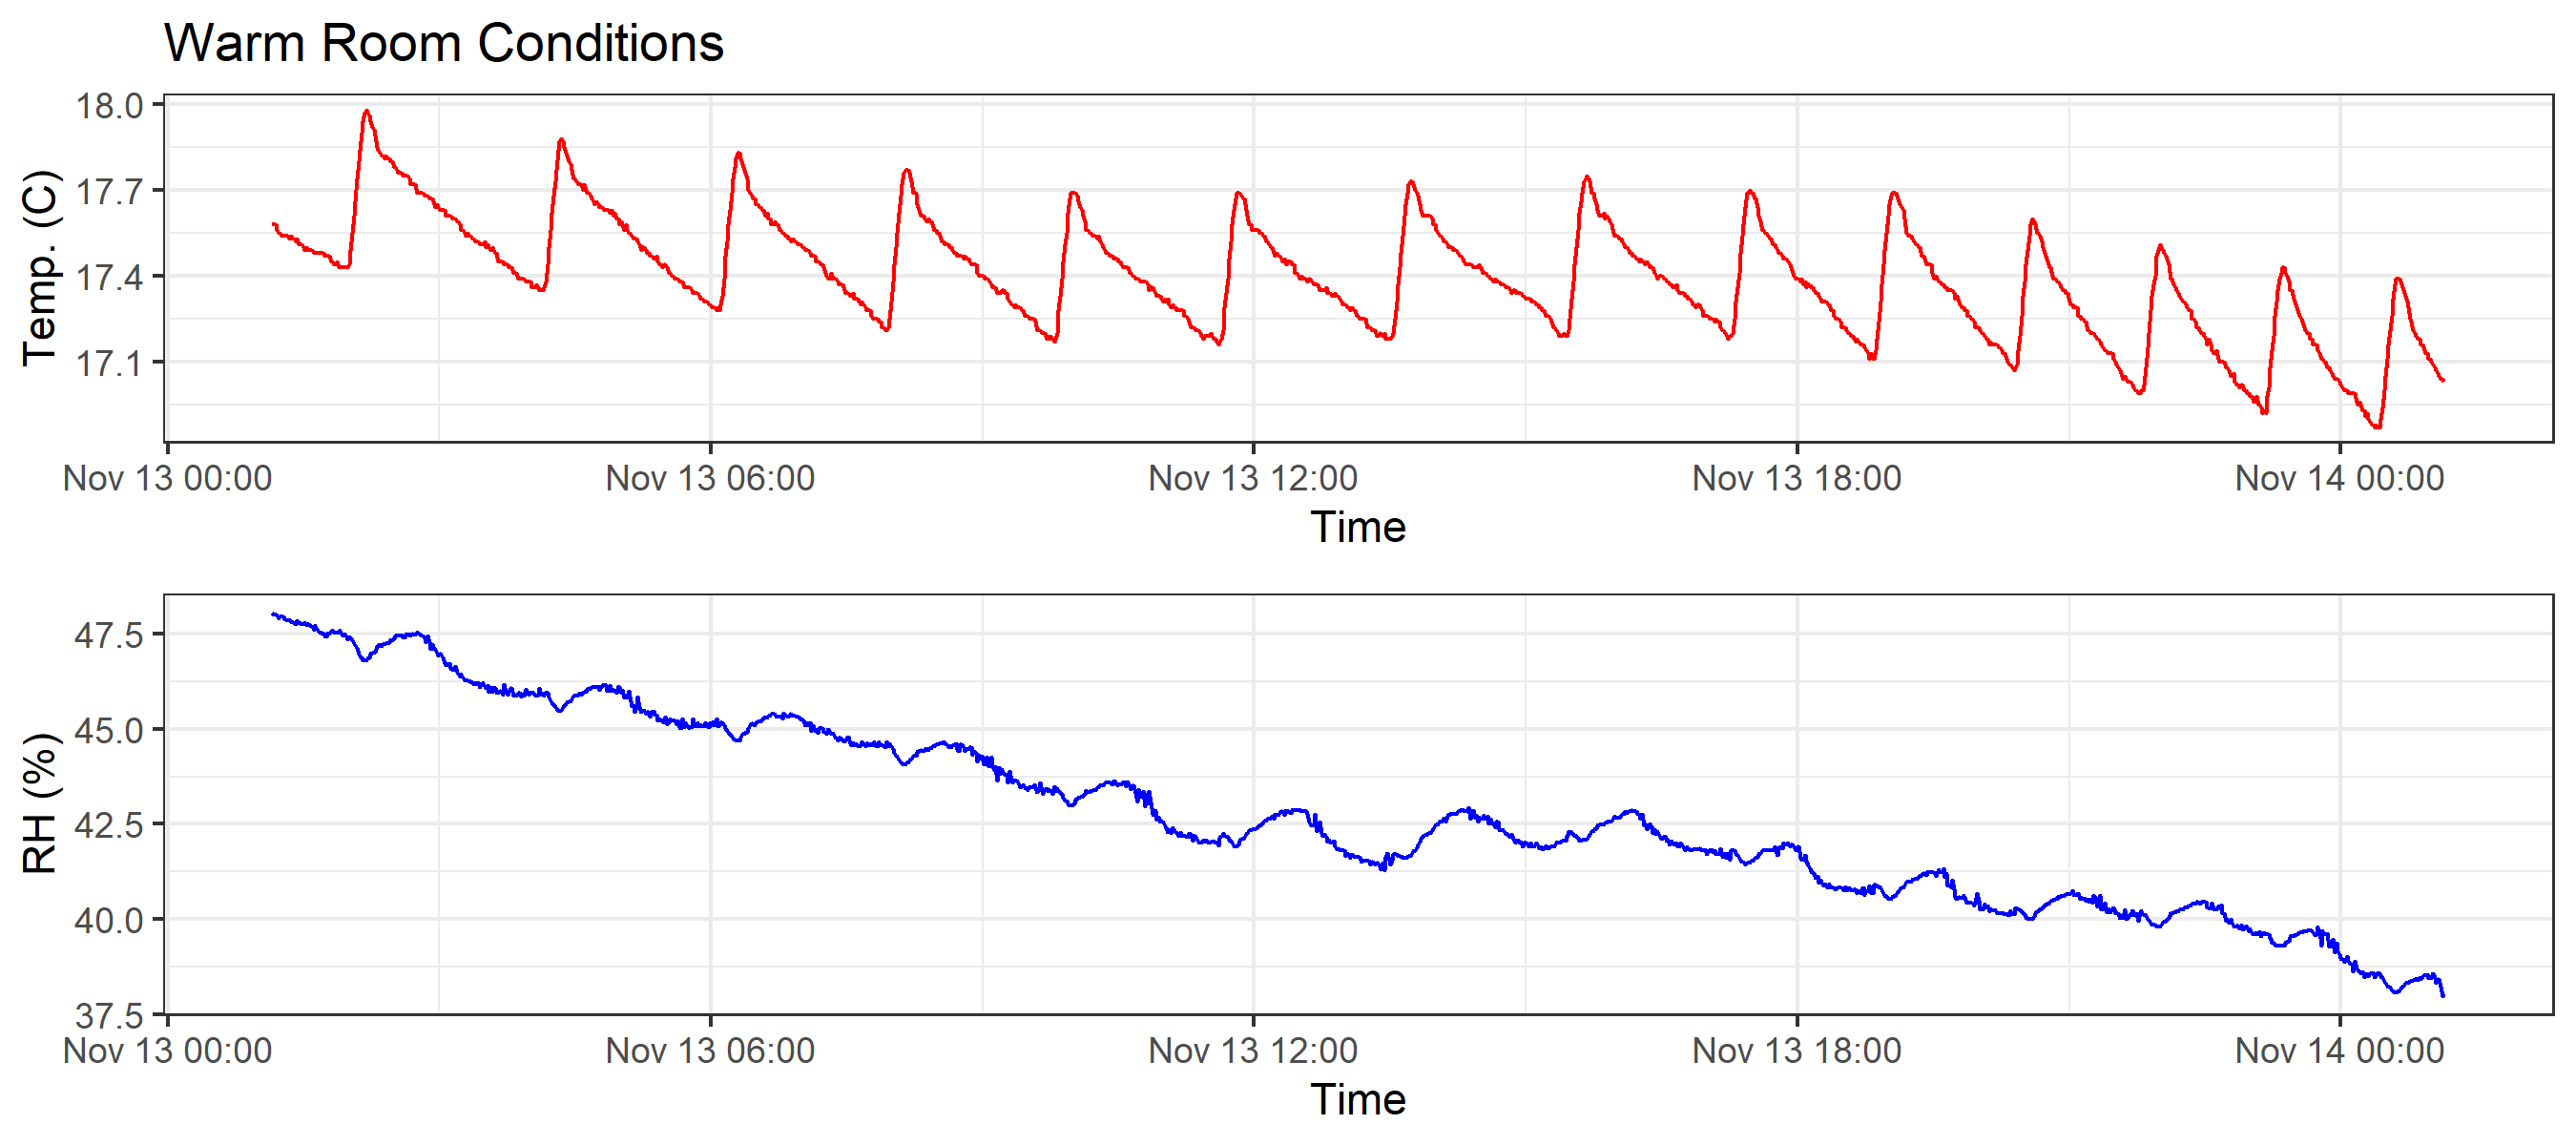 Warm Room Conditions
18.0
17.7
17.4
17.1
Temp. (C)
Nov 13 00:00 Nov 13 06:00 Nov 13 12:00 Nov 13 18:00 Nov 14 00:00
Time
47.5
45.0
42.5
40.0
37.5
RH (%)
Nov 13 00:00 Nov 13 06:00 Nov 13 12:00 Nov 13 18:00 Nov 14 00:00
Time